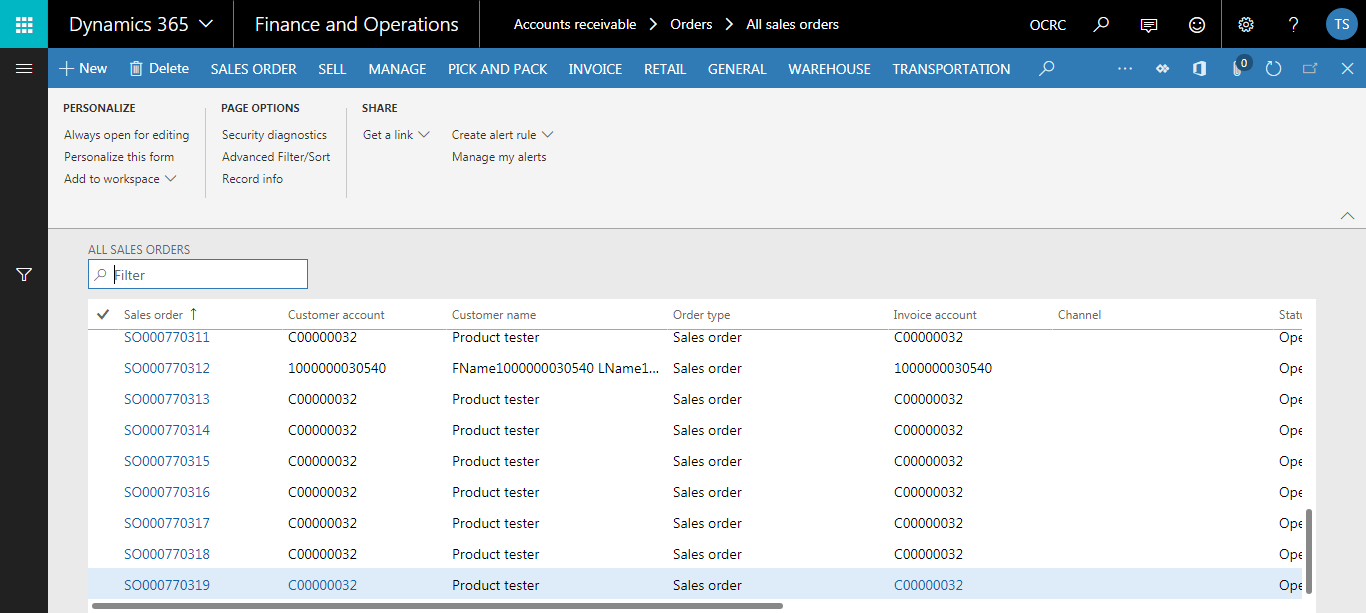 Dynamics 365 Finance and Operations Accounts receivable Orders All sales orders OCRC ? TS
New Delete SALES ORDER SELL MANAGE PICK AND PACK INVOICE RETAIL GENERAL WAREHOUSE TRANSPORTATION 0
PERSONALIZE PAGE OPTIONS SHARE
Always open for editing Security diagnostics Get a link Create alert rule
Personalize this form Advanced Filter/Sort Manage my alerts
Add to workspace Record info
ALL SALES ORDERS
Filter
Sales order Customer account Customer name Order type Invoice account Channel Statu
SO000770311 C00000032 Product tester Sales order C00000032 Ope
SO000770312 1000000030540 FName1000000030540 LName1... Sales order 1000000030540 Ope
SO000770313 C00000032 Product tester Sales order C00000032 Ope
SO000770314 C00000032 Product tester Sales order C00000032 Ope
SO000770315 C00000032 Product tester Sales order C00000032 Ope
SO000770316 C00000032 Product tester Sales order C00000032 Ope
SO000770317 C00000032 Product tester Sales order C00000032 Ope
SO000770318 C00000032 Product tester Sales order C00000032 Ope
SO000770319 C00000032 Product tester Sales order C00000032 Ope